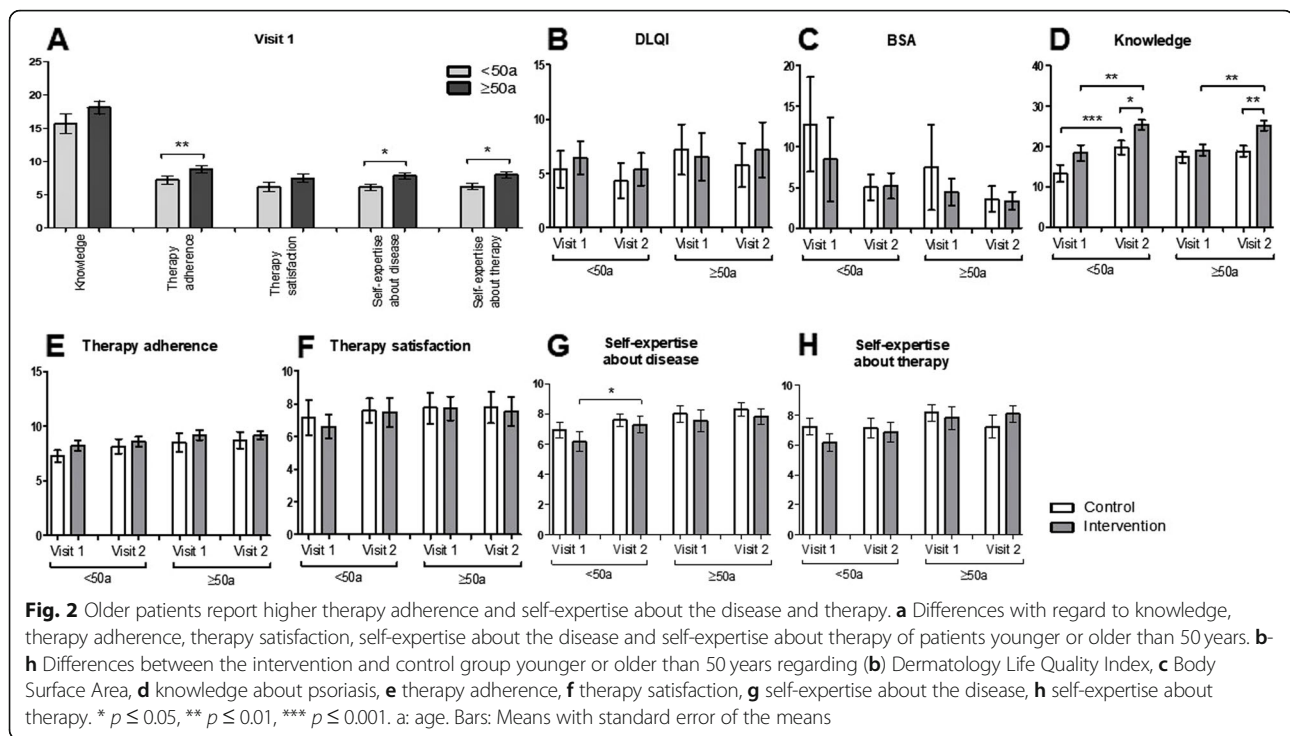 A Visit 1
25
20
15
10
5
0
<50a
≥50a
**
*
*
Knowledge
Therapy adherence
Therapy satisfaction
Self-expertise about disease
Self-expertise about therapy
B DLQI
15
10
5
0
Visit 1 Visit 2 Visit 1 Visit 2
<50a ≥50a
C BSA
20
15
10
5
0
Visit 1 Visit 2 Visit 1 Visit 2
<50a ≥50a
D Knowledge
40
30
20
10
0
** **
*** * **
Visit 1 Visit 2 Visit 1 Visit 2
<50a ≥50a
E Therapy adherence
15
10
5
0
Visit 1 Visit 2 Visit 1 Visit 2
<50a ≥50a
F Therapy satisfaction
10
8
6
4
2
0
Visit 1 Visit 2 Visit 1 Visit 2
<50a ≥50a
G Self-expertise
about disease
10
8
6
4
2
0
*
Visit 1 Visit 2 Visit 1 Visit 2
<50a ≥50a
H Self-expertise
about therapy
10
8
6
4
2
0
Visit 1 Visit 2 Visit 1 Visit 2
<50a ≥50a
Control
Intervention
Fig. 2 Older patients report higher therapy adherence and self-expertise about the disease and therapy. a Differences with regard to knowledge,
therapy adherence, therapy satisfaction, self-expertise about the disease and self-expertise about therapy of patients younger or older than 50 years. b-
h Differences between the intervention and control group younger or older than 50 years regarding (b) Dermatology Life Quality Index, c Body
Surface Area, d knowledge about psoriasis, e therapy adherence, f therapy satisfaction, g self-expertise about the disease, h self-expertise about
therapy. * p ≤ 0.05, ** p ≤ 0.01, *** p ≤ 0.001. a: age. Bars: Means with standard error of the means